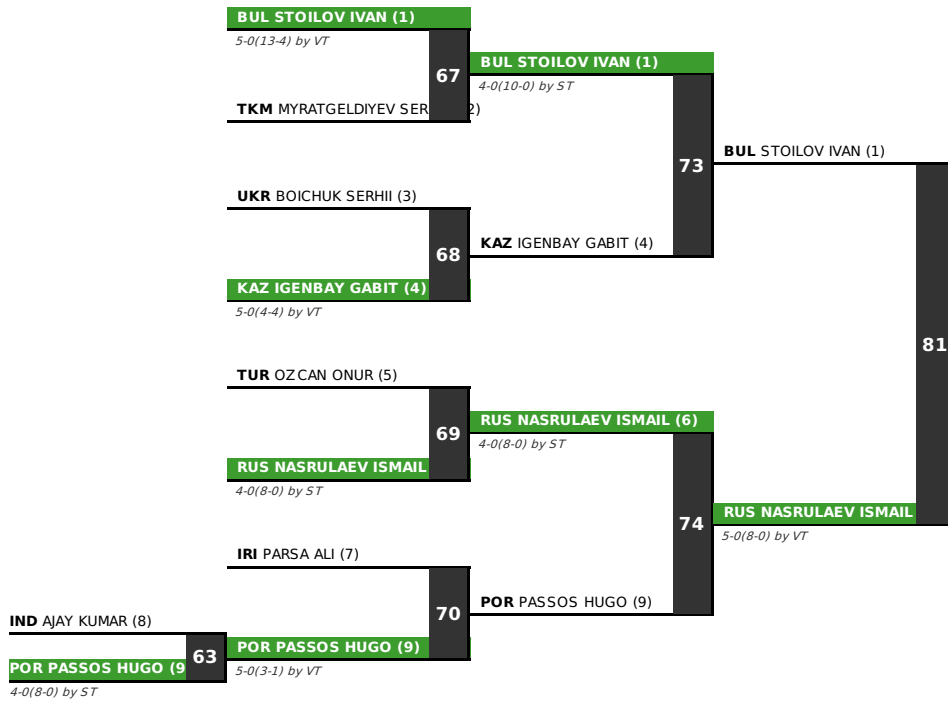 BUL STOILOV IVAN (1)
5-0(13-4) by VT
67
TKM MYRATGELDIYEV SER 2)
BUL STOILOV IVAN (1)
4-0(10-0) by ST
73
BUL STOILOV IVAN (1)
UKR BOICHUK SERHII (3)
68
KAZ IGENBAY GABIT (4)
5-0(4-4) by VT
KAZ IGENBAY GABIT (4)
81
TUR OZCAN ONUR (5)
69
RUS NASRULAEV ISMAIL
4-0(8-0) by ST
RUS NASRULAEV ISMAIL (6)
4-0(8-0) by ST
74
RUS NASRULAEV ISMAIL
5-0(8-0) by VT
IRI PARSA ALI (7)
70
POR PASSOS HUGO (9)
IND AJAY KUMAR (8)
63
POR PASSOS HUGO (9
4-0(8-0) by ST
POR PASSOS HUGO (9)
5-0(3-1) by VT